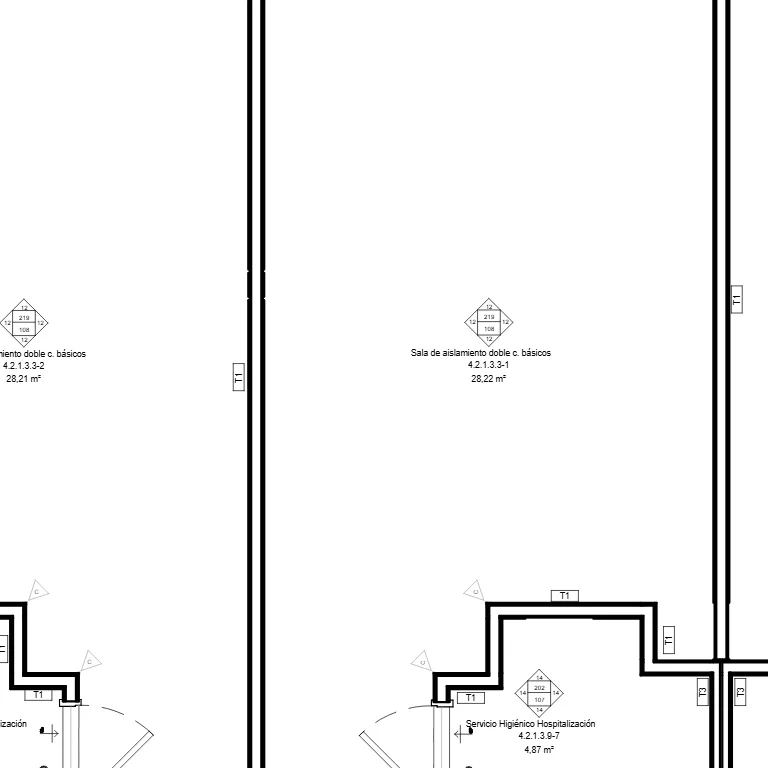 12
12 219 12
108
12
miento doble c. básicos
4.2.1.3.3-2
28,21 m²
12
12 219 12
108
12
Sala de aislamiento doble c. básicos
4.2.1.3.3-1
28,22 m²
T1
T1
C
C
T1
T1
T1
C
C
T1
T1
T3
T3
14
14 202 14
107
14
ización
Servicio Higiénico Hospitalización
4.2.1.3.9-7
4,87 m²